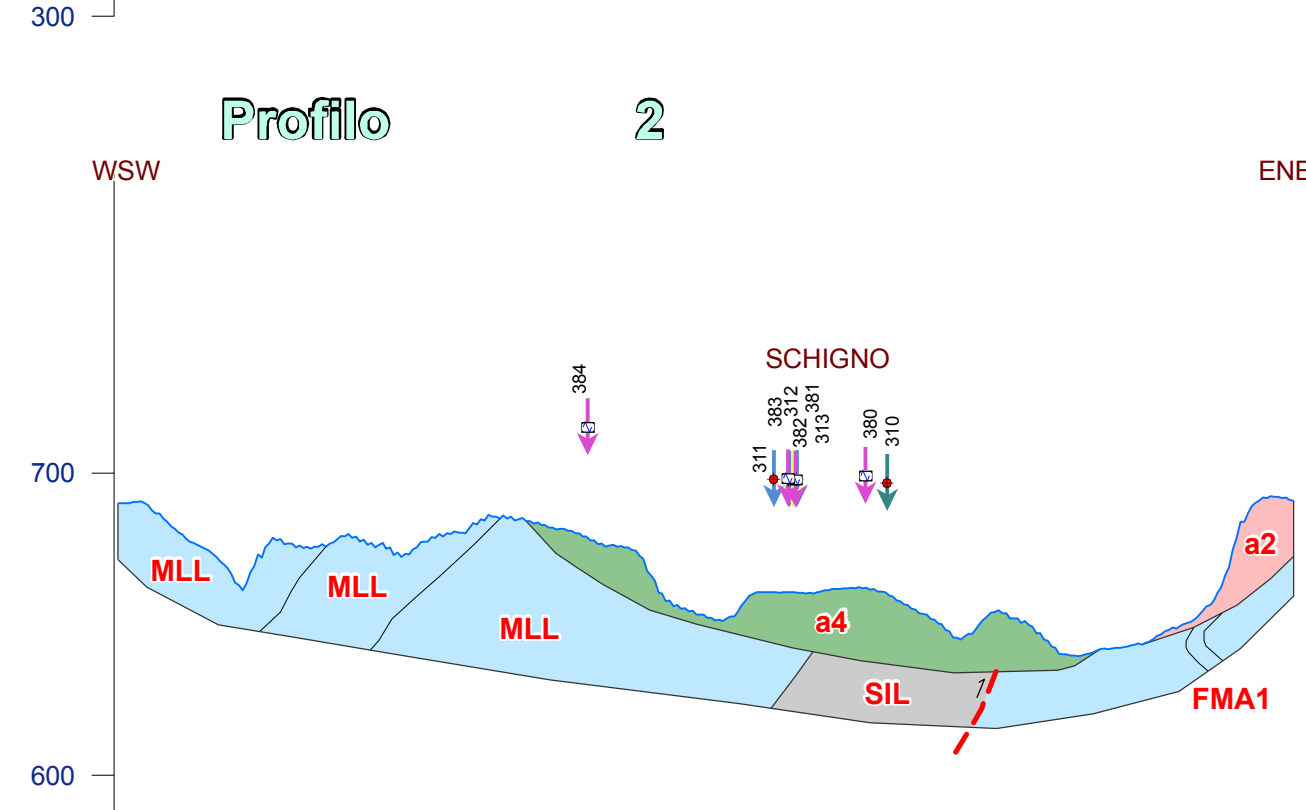 300
Profilo 2
WSW
ENE
SCHIGNO
384
311
383
312
382
381
313
380
310
700
MLL
MLL
MLL
a4
a2
SIL
FMA1
600